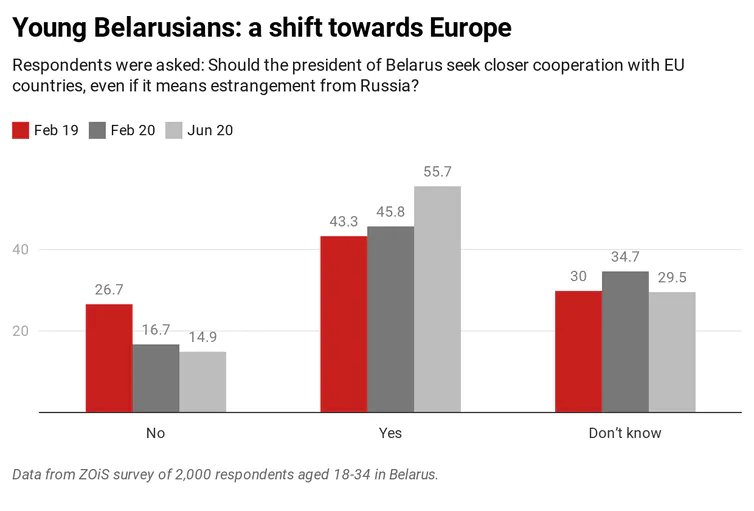 Young Belarusians: a shift towards Europe
Respondents were asked: Should the president of Belarus seek closer cooperation with EU
countries, even if it means estrangement from Russia?
Feb 19 Feb 20 Jun 20
55.7
45.8
43.3
40
34.7
30
29.5
26.7
20
16.7
14.9
No Yes Don't know
Data from ZOiS survey of 2,000 respondents aged 18-34 in Belarus.